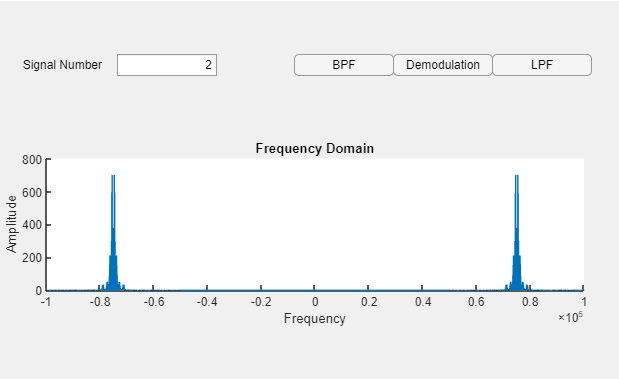 Signal Number 2 BPF Demodulation LPF
Frequency Domain
800
600
400
200
0
Amplitude
-1 -0.8 -0.6 -0.4 -0.2 0 0.2 0.4 0.6 0.8 1
Frequency
×10⁵